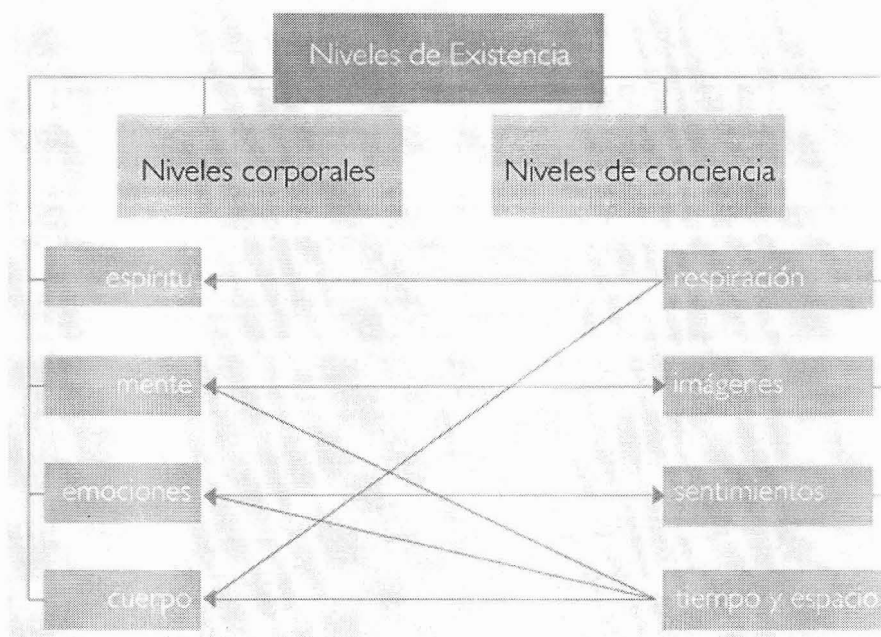 Niveles de Existencia
Niveles corporales
Niveles de conciencia
espíritu
respiración
mente
imágenes
emociones
sentimientos
cuerpo
tiempo y espacio